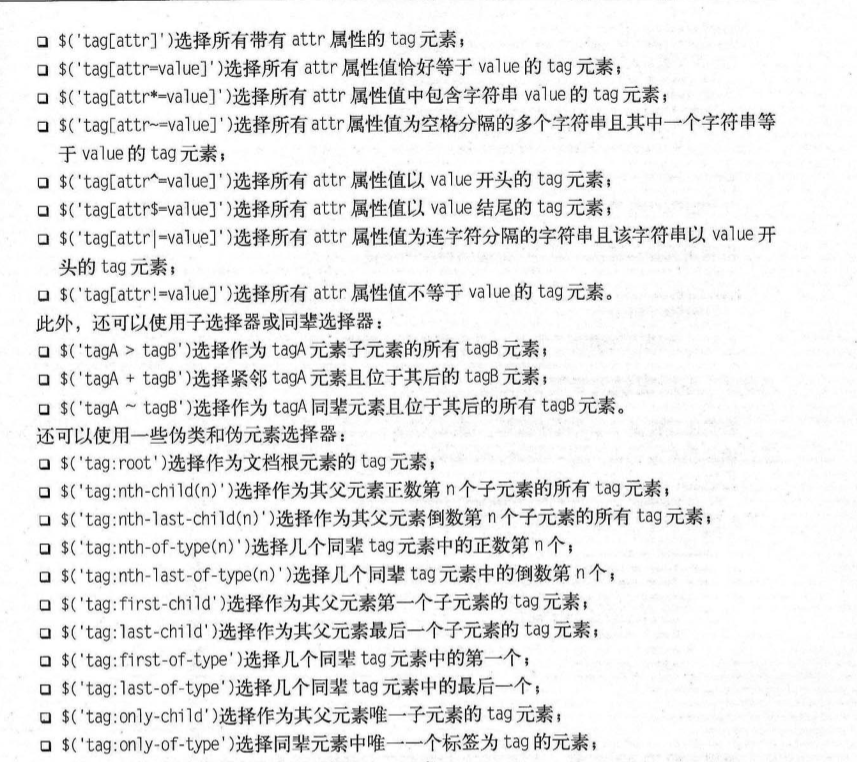 ❑ $('tag[attr]')选择所有带有 attr 属性的 tag 元素；
❑ $('tag[attr=value]')选择所有 attr 属性值恰好等于 value 的 tag 元素；
❑ $('tag[attr*=value]')选择所有 attr 属性值中包含字符串 value 的 tag 元素；
❑ $('tag[attr~=value]')选择所有 attr 属性值为空格分隔的多个字符串且其中一个字符串等
于 value 的 tag 元素；
❑ $('tag[attr^=value]')选择所有 attr 属性值以 value 开头的 tag 元素；
❑ $('tag[attr$=value]')选择所有 attr 属性值以 value 结尾的 tag 元素；
❑ $('tag[attr|=value]')选择所有 attr 属性值为连字符分隔的字符串且该字符串以 value 开
头的 tag 元素；
❑ $('tag[attr!=value]')选择所有 attr 属性值不等于 value 的 tag 元素。
此外，还可以使用子选择器或同辈选择器：
❑ $('tagA > tagB')选择作为 tagA 元素子元素的所有 tagB 元素；
❑ $('tagA + tagB')选择紧邻 tagA 元素且位于其后的 tagB 元素；
❑ $('tagA ~ tagB')选择作为 tagA 同辈元素且位于其后的所有 tagB 元素。
还可以使用一些伪类和伪元素选择器：
❑ $('tag:root')选择作为文档根元素的 tag 元素；
❑ $('tag:nth-child(n)')选择作为其父元素正数第 n 个子元素的所有 tag 元素；
❑ $('tag:nth-last-child(n)')选择作为其父元素倒数第 n 个子元素的所有 tag 元素；
❑ $('tag:nth-of-type(n)')选择几个同辈 tag 元素中的正数第 n 个；
❑ $('tag:nth-last-of-type(n)')选择几个同辈 tag 元素中的倒数第 n 个；
❑ $('tag:first-child')选择作为其父元素第一个子元素的 tag 元素；
❑ $('tag:last-child')选择作为其父元素最后一个子元素的 tag 元素；
❑ $('tag:first-of-type')选择几个同辈 tag 元素中的第一个；
❑ $('tag:last-of-type')选择几个同辈 tag 元素中的最后一个；
❑ $('tag:only-child')选择作为其父元素唯一子元素的 tag 元素；
❑ $('tag:only-of-type')选择同辈元素中唯一一个标签为 tag 的元素；